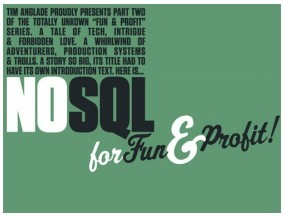 TIM ANGLADE PROUDLY PRESENTS PART TWO
OF THE TOTALLY UNKOWN "FUN & PROFIT"
SERIES. A TALE OF TECH, INTRIGUE
& FORBIDDEN LOVE. A WHIRLWIND OF
ADVENTURERS, PRODUCTION SYSTEMS
& TROLLS. A STORY SO BIG, ITS TITLE HAD TO
HAVE ITS OWN INTRODUCTION TEXT. HERE IS...
NOSQL
for Fun & Profit!